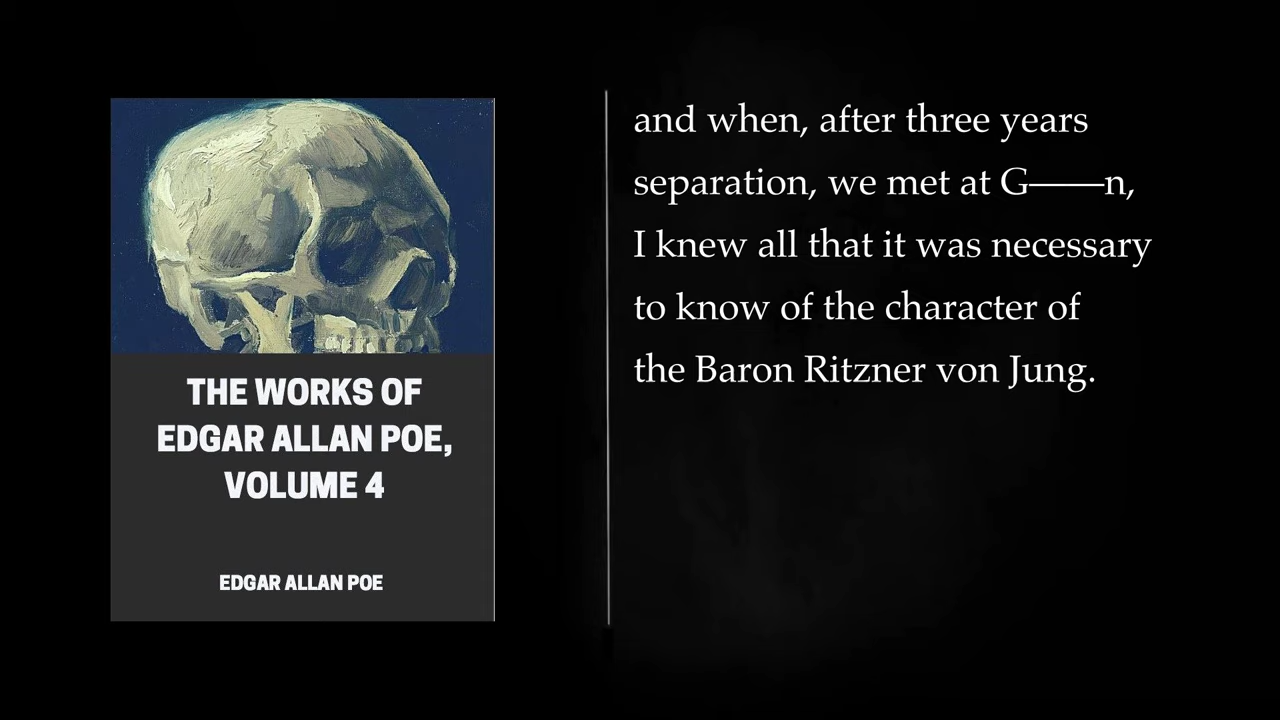 THE WORKS OF
EDGAR ALLAN POE,
VOLUME 4
EDGAR ALLAN POE
and when, after three years
separation, we met at G——n,
I knew all that it was necessary
to know of the character of
the Baron Ritzner von Jung.